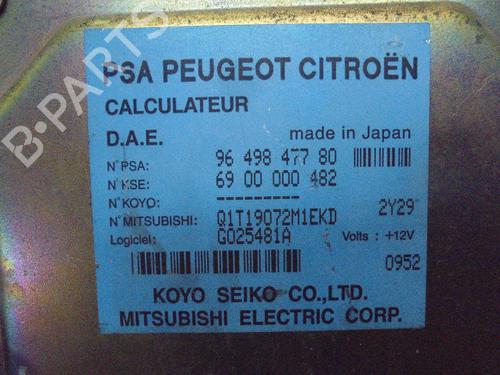 PSA PEUGEOT CITROËN
CALCULATEUR
D.A.E. made in Japan
N°PSA: 96 498 477 80
N°KSE: 69 00 000 482
N°KOYO: ----------
N°MITSUBISHI: Q1T19072M1EKD 2Y29
Logiciel: G025481A Volts : +12V
0952
KOYO SEIKO CO.,LTD.
MITSUBISHI ELECTRIC CORP.
B-PARTS